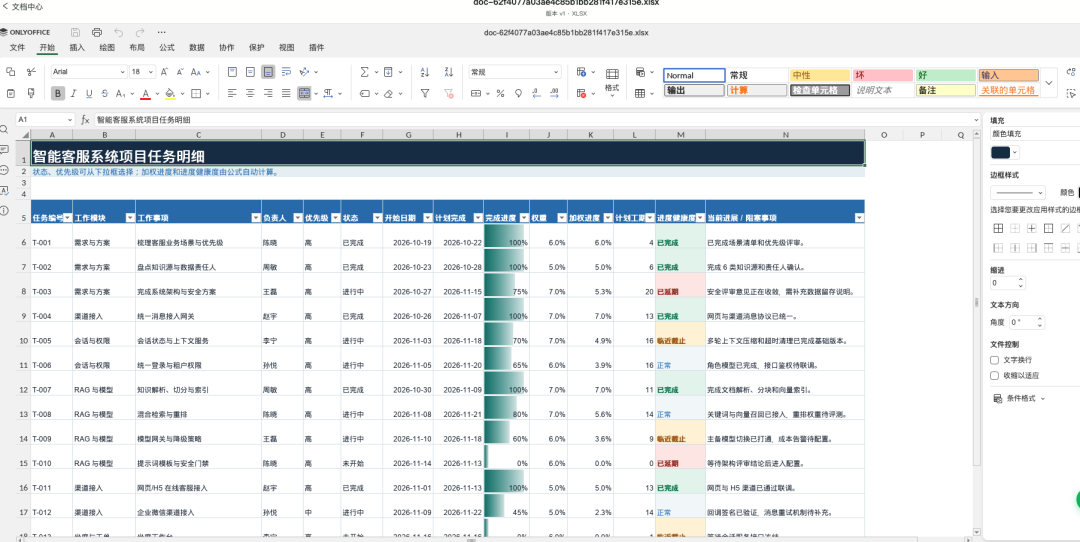 文档中心
doc-62f4077a03ae4c85b1bb281f417e315e.xlsx
版本 v1 · XLSX
ONLYOFFICE
doc-62f4077a03ae4c85b1bb281f417e315e.xlsx
文件 开始 插入 绘图 布局 公式 数据 协作 保护 视图 插件
Arial 18 常规 格式 Normal 常规 中性 坏 好 输入
输出 计算 检查单元格 说明文本 备注 关联的单元格
A1 智能客服系统项目任务明细
A B C D E F G H I J K L M N O P Q
1 智能客服系统项目任务明细
2 状态、优先级可从下拉框选择；加权进度和进度健康度由公式自动计算。
3
4
5 任务编号 工作模块 工作事项 负责人 优先级 状态 开始日期 计划完成 完成进度 权重 加权进度 计划工期 进度健康度 当前进展 / 阻塞事项
6 T-001 需求与方案 梳理客服业务场景与优先级 陈晓 高 已完成 2026-10-19 2026-10-22 100% 6.0% 6.0% 4 已完成 已完成场景清单和优先级评审。
7 T-002 需求与方案 盘点知识源与数据责任人 周敏 高 已完成 2026-10-23 2026-10-28 100% 5.0% 5.0% 6 已完成 完成 6 类知识源和责任人确认。
8 T-003 需求与方案 完成系统架构与安全方案 王磊 高 进行中 2026-10-27 2026-11-15 75% 7.0% 5.3% 20 已延期 安全评审意见正在收敛，需补充数据留存说明。
9 T-004 渠道接入 统一消息接入网关 赵宇 高 已完成 2026-10-26 2026-11-07 100% 7.0% 7.0% 13 已完成 网页与渠道消息协议已统一。
10 T-005 会话与权限 会话状态与上下文服务 李宁 高 进行中 2026-11-03 2026-11-18 70% 7.0% 4.9% 16 临近截止 多轮上下文压缩和超时清理已完成基础版本。
11 T-006 会话与权限 统一登录与租户权限 孙悦 高 进行中 2026-11-05 2026-11-20 65% 6.0% 3.9% 16 正常 角色模型已完成，接口鉴权待联调。
12 T-007 RAG 与模型 知识解析、切分与索引 周敏 高 已完成 2026-10-30 2026-11-09 100% 7.0% 7.0% 11 已完成 完成文档解析、分块和向量索引。
13 T-008 RAG 与模型 混合检索与重排 陈晓 高 进行中 2026-11-08 2026-11-21 80% 7.0% 5.6% 14 正常 关键词与向量召回已接入，重排权重待评测。
14 T-009 RAG 与模型 模型网关与降级策略 王磊 高 进行中 2026-11-10 2026-11-18 60% 6.0% 3.6% 9 临近截止 主备模型切换已打通，成本告警待配置。
15 T-010 RAG 与模型 提示词模板与安全门禁 陈晓 高 未开始 2026-11-14 2026-11-13 0% 6.0% 0.0% 0 已延期 等待架构评审结论后进入配置。
16 T-011 渠道接入 网页/H5 在线客服接入 赵宇 高 已完成 2026-11-01 2026-11-13 100% 5.0% 5.0% 13 已完成 网页与 H5 渠道已通过联调。
17 T-012 渠道接入 企业微信渠道接入 孙悦 中 进行中 2026-11-09 2026-11-22 45% 5.0% 2.3% 14 正常 回调签名已验证，消息重试机制待补充。
填充
颜色填充
边框样式
颜色
选择您要更改应用样式的边框
缩进
0
文本方向
角度 0 °
文件控制
文字换行
收缩以适应
条件格式